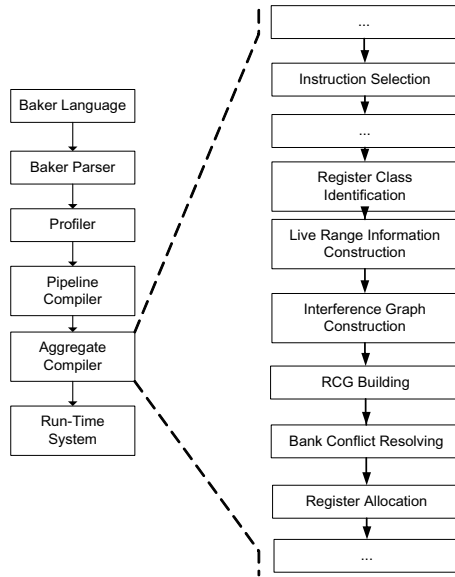 Baker Language
Baker Parser
Profiler
Pipeline
Compiler
Aggregate
Compiler
Run-Time
System
...
Instruction Selection
...
Register Class
Identification
Live Range Information
Construction
Interference Graph
Construction
RCG Building
Bank Conflict Resolving
Register Allocation
...